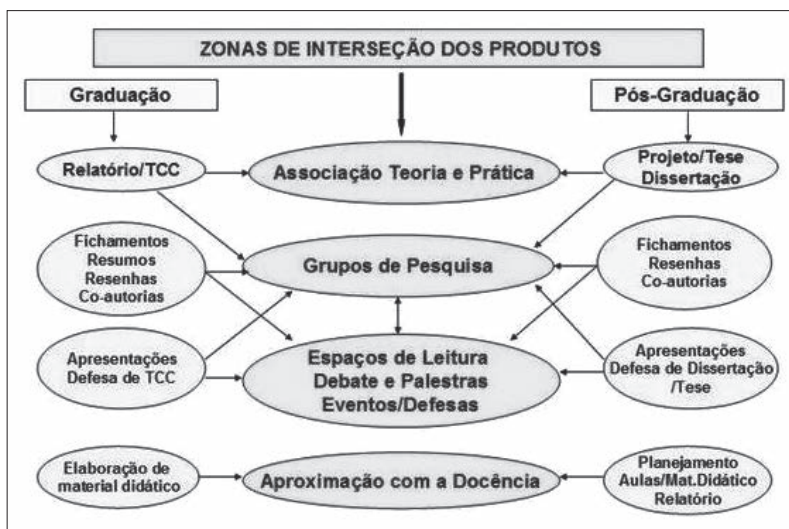 ZONAS DE INTERSEÇÃO DOS PRODUTOS
Graduação
Pós-Graduação
Relatório/TCC
Associação Teoria e Prática
Projeto/Tese
Dissertação
Fichamentos
Resumos
Resenhas
Co-autorias
Grupos de Pesquisa
Fichamentos
Resenhas
Co-autorias
Apresentações
Defesa de TCC
Espaços de Leitura
Debate e Palestras
Eventos/Defesas
Apresentações
Defesa de Dissertação
/Tese
Elaboração de
material didático
Aproximação com a Docência
Planejamento
Aulas/Mat.Didático
Relatório